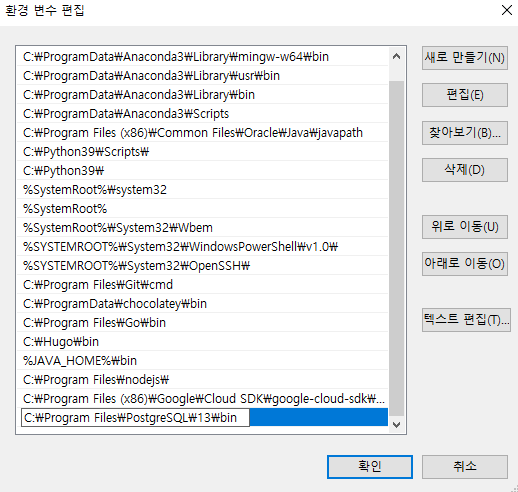 환경 변수 편집
C:₩ProgramData₩Anaconda3₩Library₩mingw-w64₩bin
C:₩ProgramData₩Anaconda3₩Library₩usr₩bin
C:₩ProgramData₩Anaconda3₩Library₩bin
C:₩ProgramData₩Anaconda3₩Scripts
C:₩Program Files (x86)₩Common Files₩Oracle₩Java₩javapath
C:₩Python39₩Scripts₩
C:₩Python39₩
%SystemRoot%₩system32
%SystemRoot%
%SystemRoot%₩System32₩Wbem
%SYSTEMROOT%₩System32₩WindowsPowerShell₩v1.0₩
%SYSTEMROOT%₩System32₩OpenSSH₩
C:₩Program Files₩Git₩cmd
C:₩ProgramData₩chocolatey₩bin
C:₩Program Files₩Go₩bin
C:₩Hugo₩bin
%JAVA_HOME%₩bin
C:₩Program Files₩nodejs₩
C:₩Program Files (x86)₩Google₩Cloud SDK₩google-cloud-sdk₩...
C:₩Program Files₩PostgreSQL₩13₩bin
새로 만들기(N)
편집(E)
찾아보기(B)...
삭제(D)
위로 이동(U)
아래로 이동(O)
텍스트 편집(T)...
확인
취소